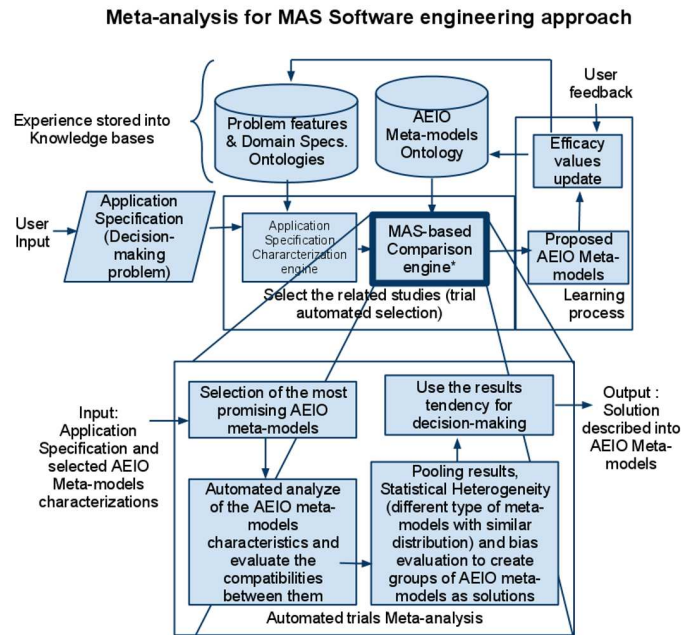 Meta-analysis for MAS Software engineering approach
User
feedback
Experience stored into
Knowledge bases
Problem features
& Domain Specs.
Ontologies
AEIO
Meta-models
Ontology
Efficacy
values
update
User
Input
Application
Specification
(Decision-
making
problem)
Application
Specification
Chararcterization
engine
MAS-based
Comparison
engine*
Proposed
AEIO Meta-
models
Select the related studies (trial
automated selection)
Learning
process
Input:
Application
Specification and
selected AEIO
Meta-models
characterizations
Selection of the most
promising AEIO
meta-models
Use the results
tendency for
decision-making
Output :
Solution
described into
AEIO Meta-
models
Automated analyze
of the AEIO meta-
models
characteristics and
evaluate the
compatibilities
between them
Pooling results,
Statistical Heterogeneity
(different type of meta-
models with similar
distribution) and bias
evaluation to create
groups of AEIO meta-
models as solutions
Automated trials Meta-analysis